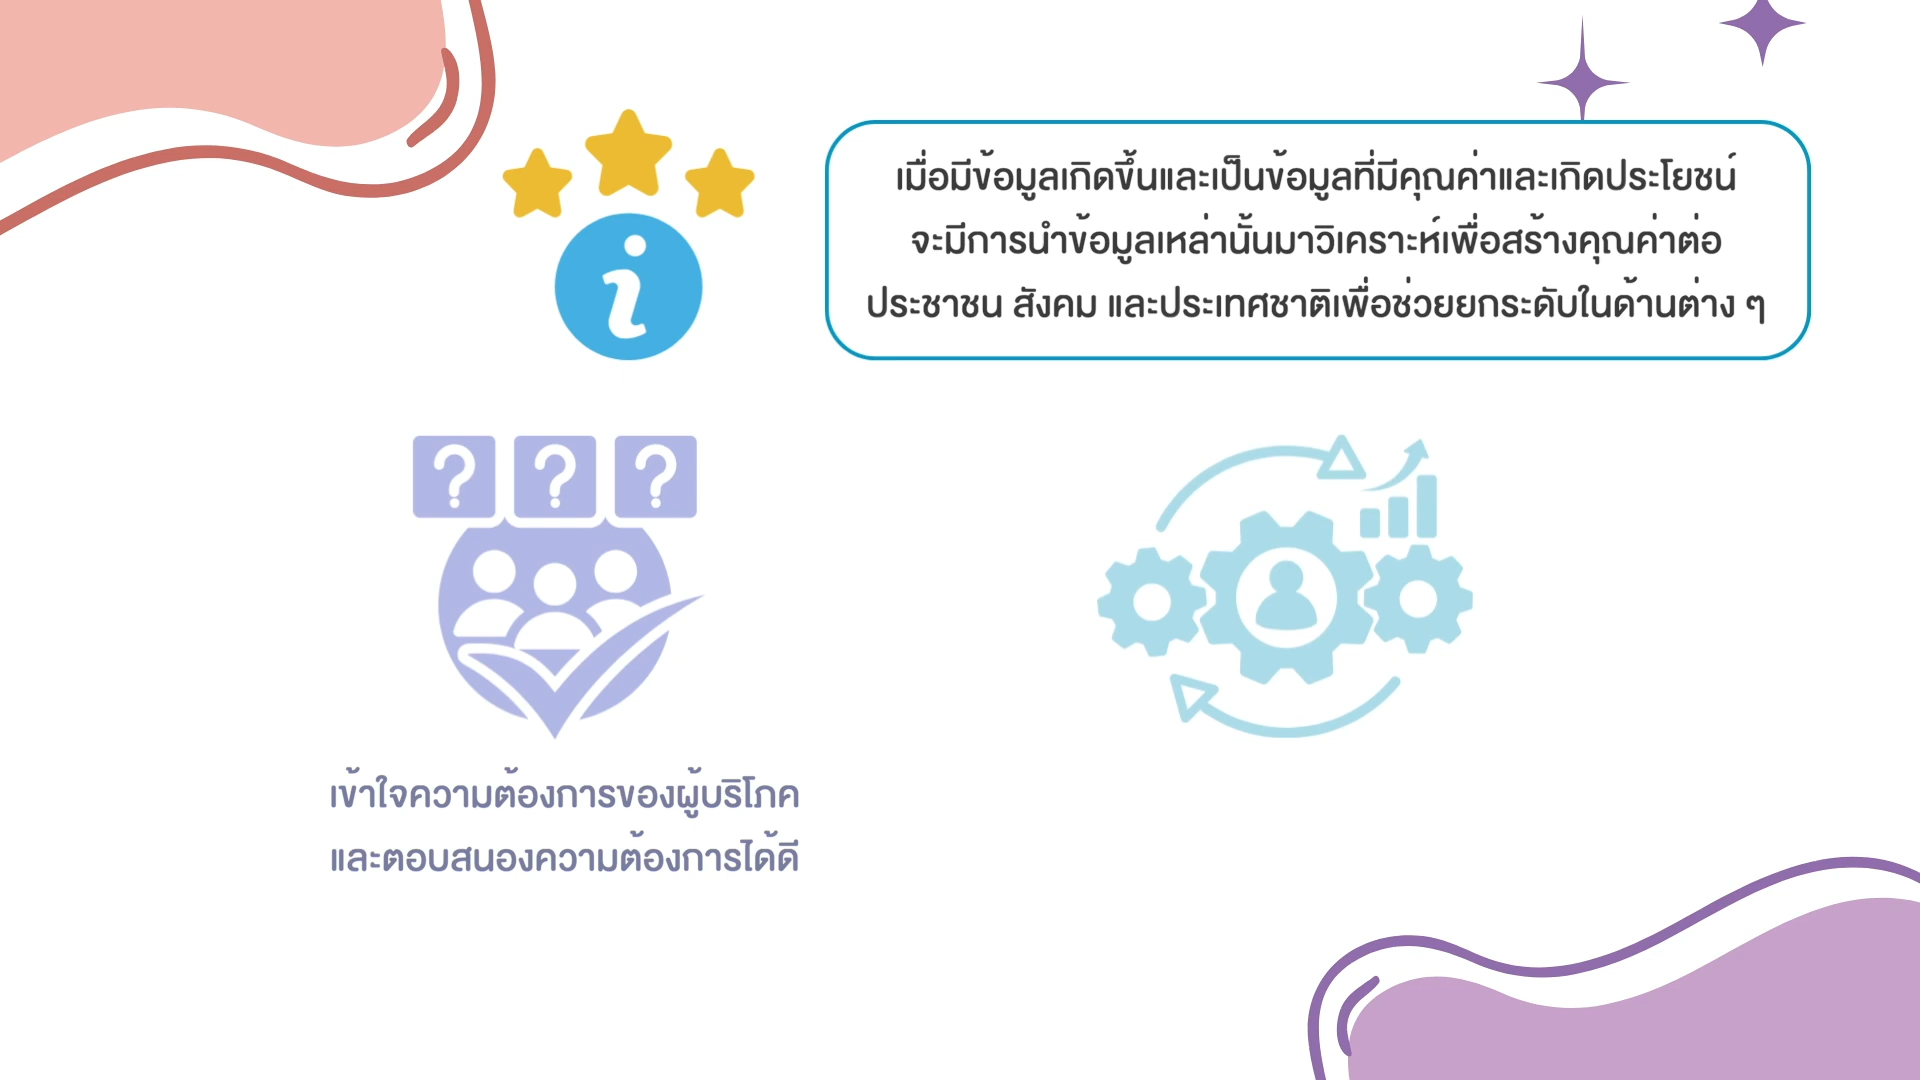 เมื่อมีข้อมูลเกิดขึ้นและเป็นข้อมูลที่มีคุณค่าและเกิดประโยชน์
จะมีการนำข้อมูลเหล่านั้นมาวิเคราะห์เพื่อสร้างคุณค่าต่อ
ประชาชน สังคม และประเทศชาติเพื่อช่วยยกระดับในด้านต่าง ๆ
? ? ?
เข้าใจความต้องการของผู้บริโภค
และตอบสนองความต้องการได้ดี